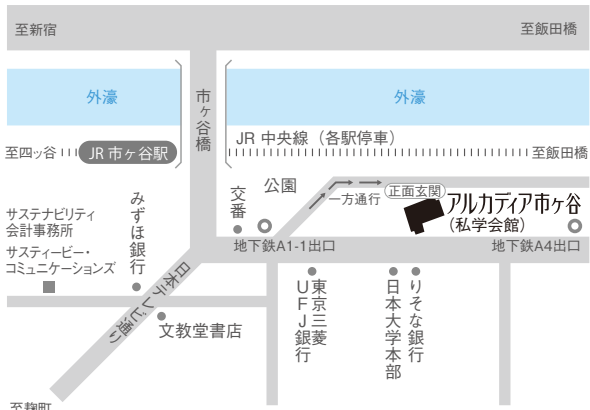 至新宿
至飯田橋
外濠
市ヶ谷橋
外濠
JR 中央線（各駅停車）
至四ッ谷
JR 市ヶ谷駅
至飯田橋
公園
交番
一方通行
正面玄関
アルカディア市ヶ谷
（私学会館）
みずほ銀行
サステナビリティ
会計事務所
サスティービー・
コミュニケーションズ
地下鉄A1-1出口
地下鉄A4出口
日本テレビ通り
文教堂書店
東京三菱
UFJ銀行
日本大学本部
りそな銀行
至麹町